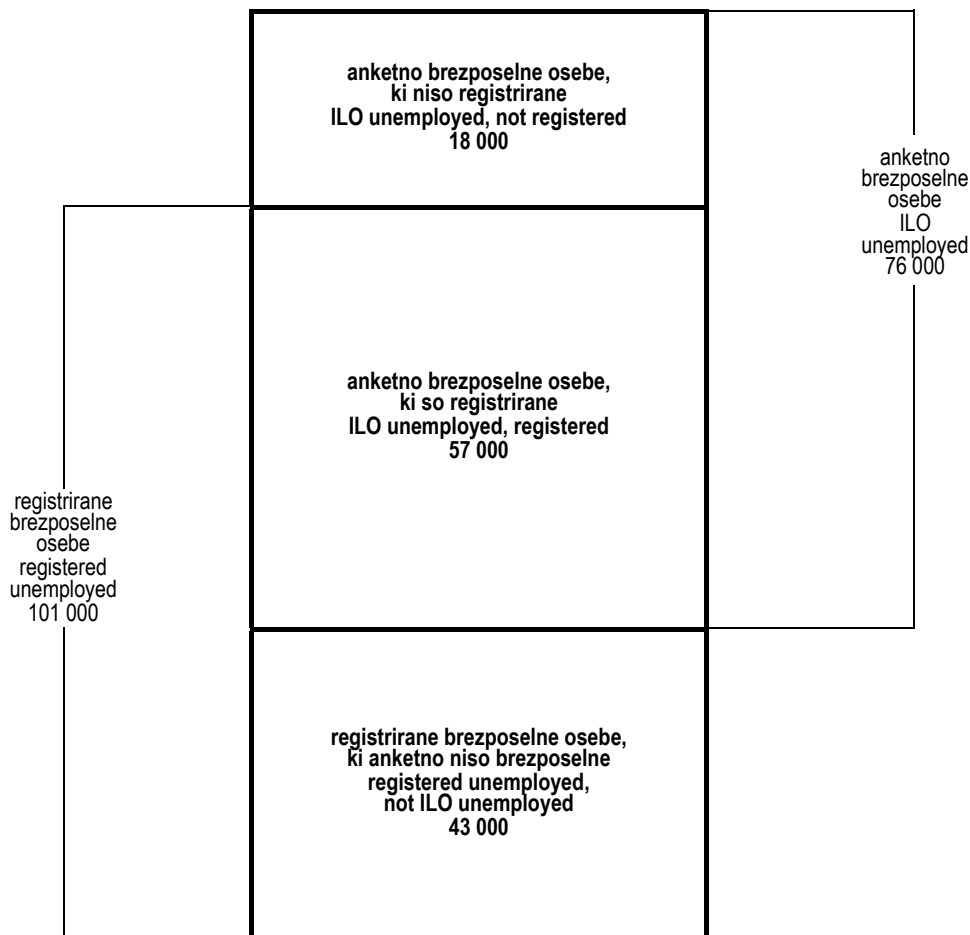 anketno brezposelne osebe,
ki niso registrirane
ILO unemployed, not registered
18 000
anketno
brezposelne
osebe
ILO
unemployed
76 000
anketno brezposelne osebe,
ki so registrirane
ILO unemployed, registered
57 000
registrirane
brezposelne
osebe
registered
unemployed
101 000
registrirane brezposelne osebe,
ki anketno niso brezposelne
registered unemployed,
not ILO unemployed
43 000